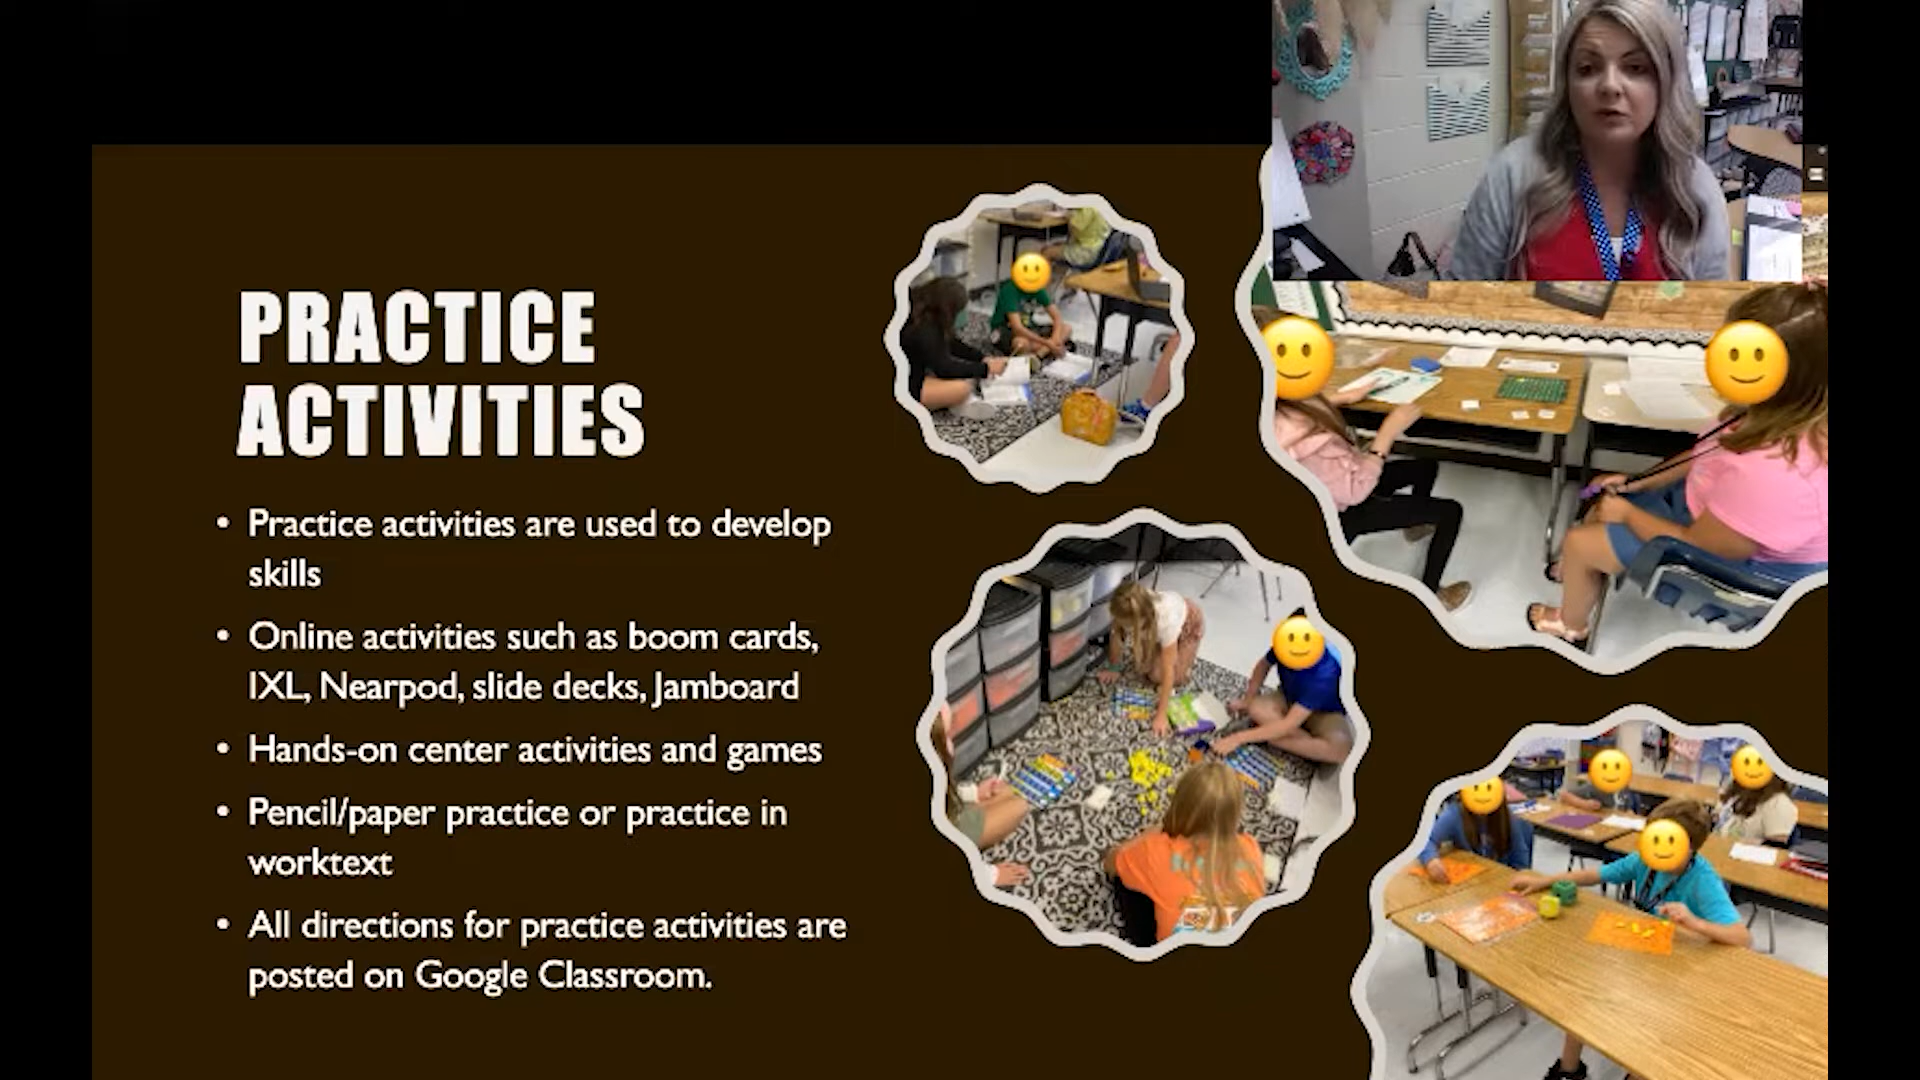 PRACTICE
ACTIVITIES
• Practice activities are used to develop
skills
• Online activities such as boom cards,
IXL, Nearpod, slide decks, Jamboard
• Hands-on center activities and games
• Pencil/paper practice or practice in
worktext
• All directions for practice activities are
posted on Google Classroom.